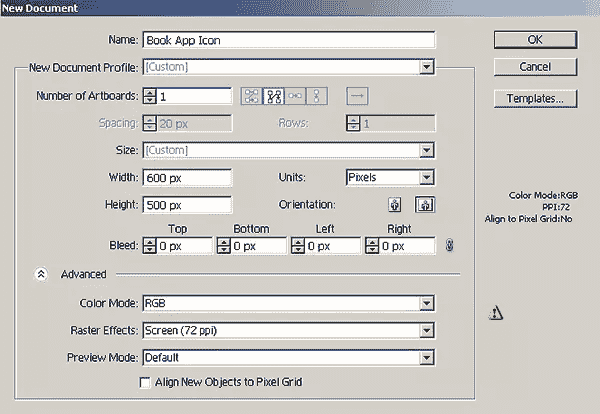 New Document
Name: Book App Icon OK
New Document Profile: [Custom] Cancel
Number of Artboards: 1 Templates...
Spacing: 20 px Rows: 1
Size: [Custom]
Width: 600 px Units: Pixels
Color Mode:RGB
PPI:72
Align to Pixel Grid:No
Height: 500 px Orientation:
Top Bottom Left Right
Bleed: 0 px 0 px 0 px 0 px
Advanced
Color Mode: RGB
Raster Effects: Screen (72 ppi)
Preview Mode: Default
Align New Objects to Pixel Grid